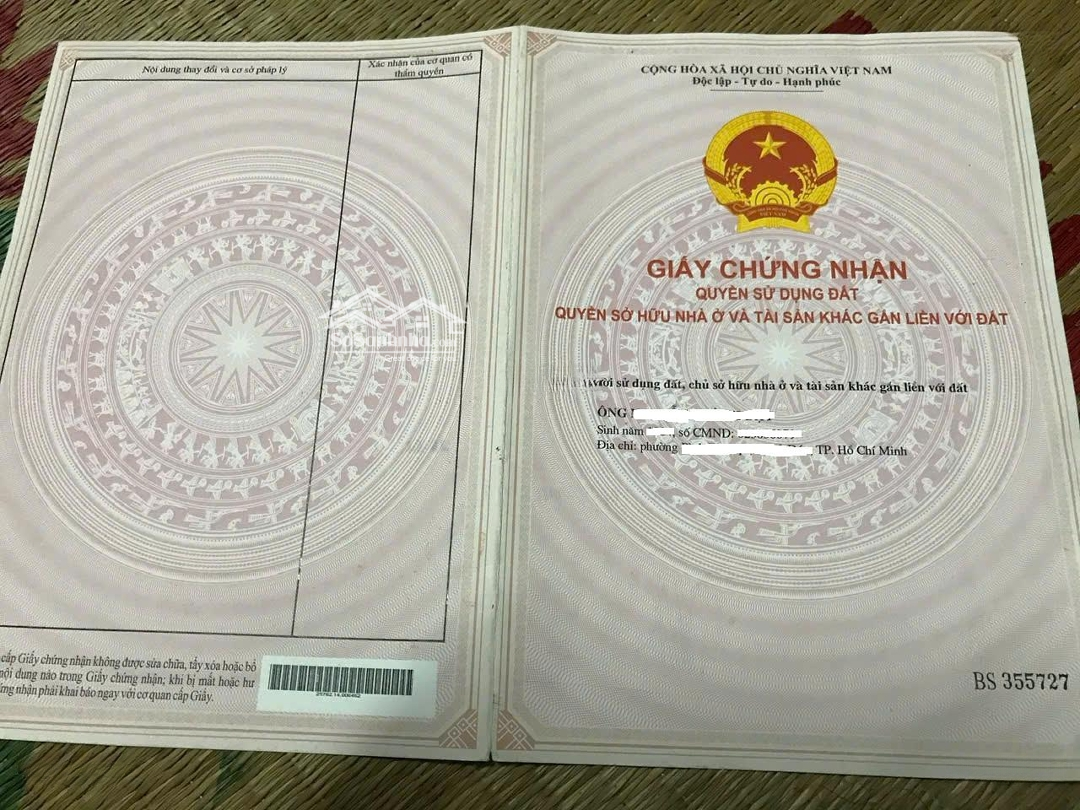 Nội dung thay đổi và cơ sở pháp lý
Xác nhận của cơ quan có
thẩm quyền
cấp Giấy chứng nhận không được sửa chữa, tẩy xóa hoặc bổ
nội dung nào trong Giấy chứng nhận; khi bị mất hoặc hư
chứng nhận phải khai báo ngay với cơ quan cấp Giấy.
CỘNG HÒA XÃ HỘI CHỦ NGHĨA VIỆT NAM
Độc lập - Tự do - Hạnh phúc
VIỆT NAM
GIẤY CHỨNG NHẬN
QUYỀN SỬ DỤNG ĐẤT
QUYỀN SỞ HỮU NHÀ Ở VÀ TÀI SẢN KHÁC GẮN LIỀN VỚI ĐẤT
sử dụng đất, chủ sở hữu nhà ở và tài sản khác gắn liền với đất
ÔNG
Sinh năm , số CMND:
Địa chỉ: phường TP. Hồ Chí Minh
BS 355727